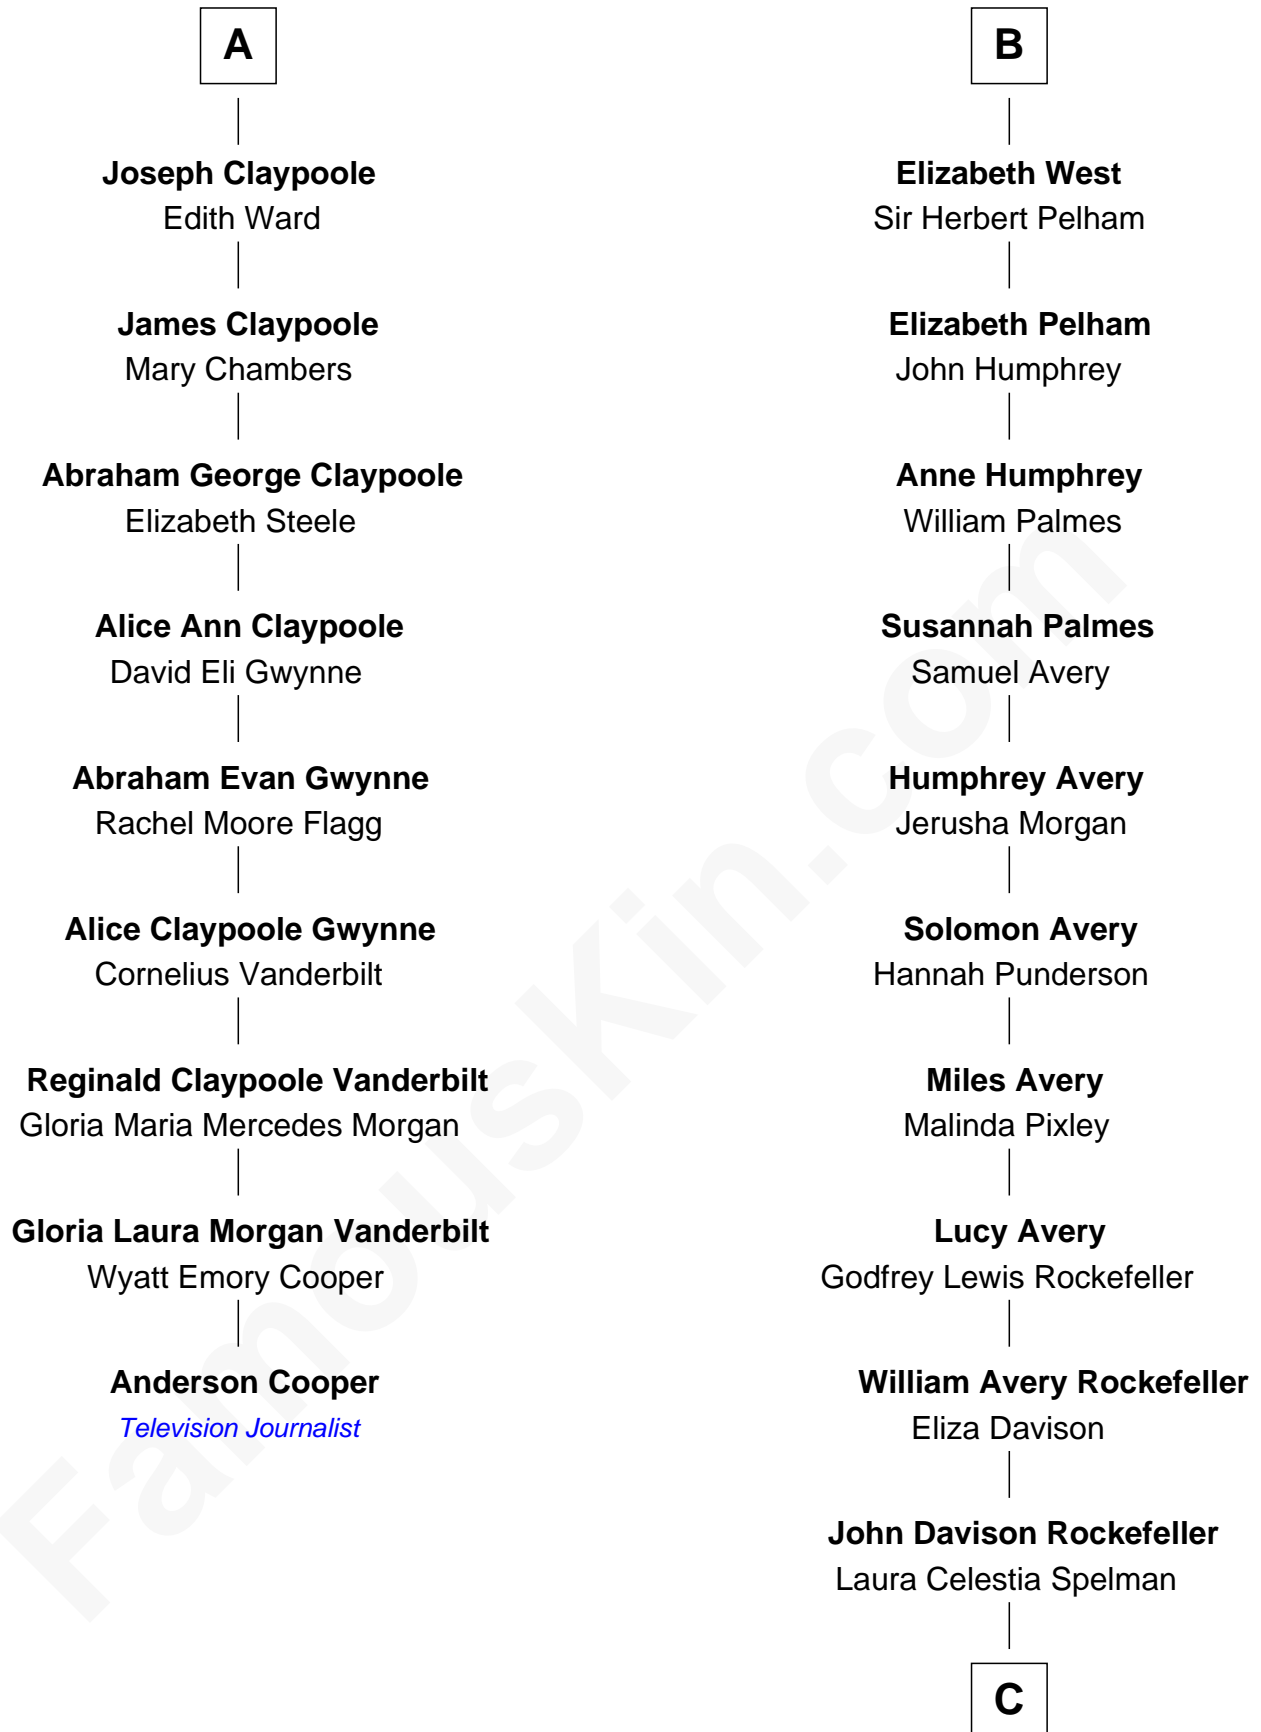 A
Joseph Claypoole
Edith Ward
James Claypoole
Mary Chambers
Abraham George Claypoole
Elizabeth Steele
Alice Ann Claypoole
David Eli Gwynne
Abraham Evan Gwynne
Rachel Moore Flagg
Alice Claypoole Gwynne
Cornelius Vanderbilt
Reginald Claypoole Vanderbilt
Gloria Maria Mercedes Morgan
Gloria Laura Morgan Vanderbilt
Wyatt Emory Cooper
Anderson Cooper
Television Journalist
B
Elizabeth West
Sir Herbert Pelham
Elizabeth Pelham
John Humphrey
Anne Humphrey
William Palmes
Susannah Palmes
Samuel Avery
Humphrey Avery
Jerusha Morgan
Solomon Avery
Hannah Punderson
Miles Avery
Malinda Pixley
Lucy Avery
Godfrey Lewis Rockefeller
William Avery Rockefeller
Eliza Davison
John Davison Rockefeller
Laura Celestia Spelman
C
FamousKin.com